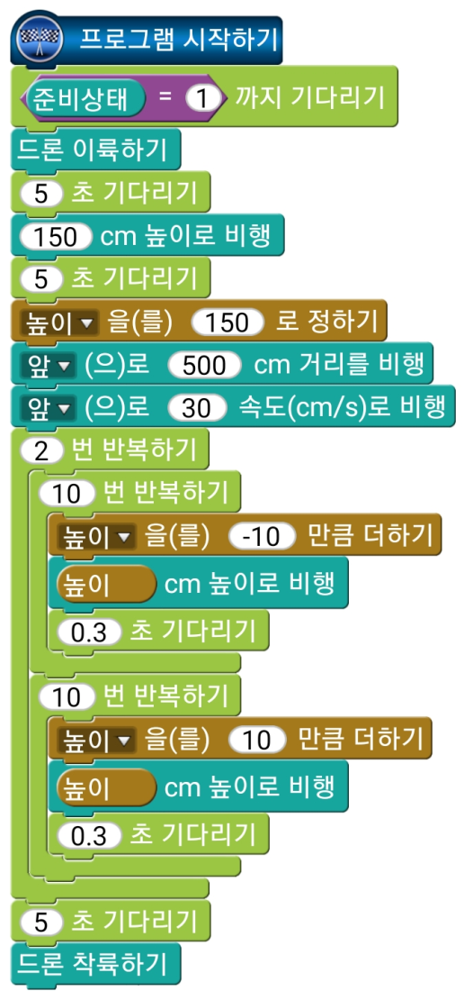 프로그램 시작하기
준비상태 = 1 까지 기다리기
드론 이륙하기
5 초 기다리기
150 cm 높이로 비행
5 초 기다리기
높이 을(를) 150 로 정하기
앞 (으)로 500 cm 거리를 비행
앞 (으)로 30 속도(cm/s)로 비행
2 번 반복하기
10 번 반복하기
높이 을(를) -10 만큼 더하기
높이 cm 높이로 비행
0.3 초 기다리기
10 번 반복하기
높이 을(를) 10 만큼 더하기
높이 cm 높이로 비행
0.3 초 기다리기
5 초 기다리기
드론 착륙하기